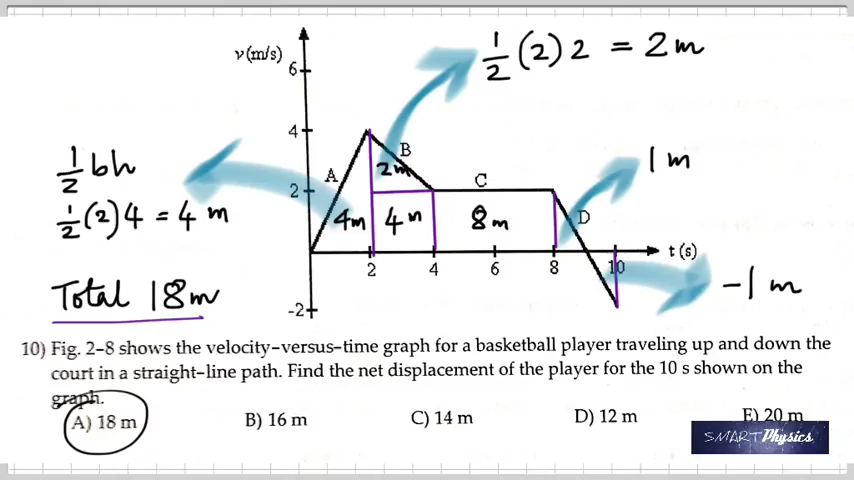 1/2 (2) 2 = 2m
v (m/s)
6
4
2
-2
1/2 bh
1/2 (2) 4 = 4 m
Total 18m
A
B
C
D
2m
4m
4m
8m
1 m
-1 m
2
4
6
8
10
t (s)
10) Fig. 2-8 shows the velocity-versus-time graph for a basketball player traveling up and down the
court in a straight-line path. Find the net displacement of the player for the 10 s shown on the
graph.
A) 18 m B) 16 m C) 14 m D) 12 m E) 20 m
SMART Physics